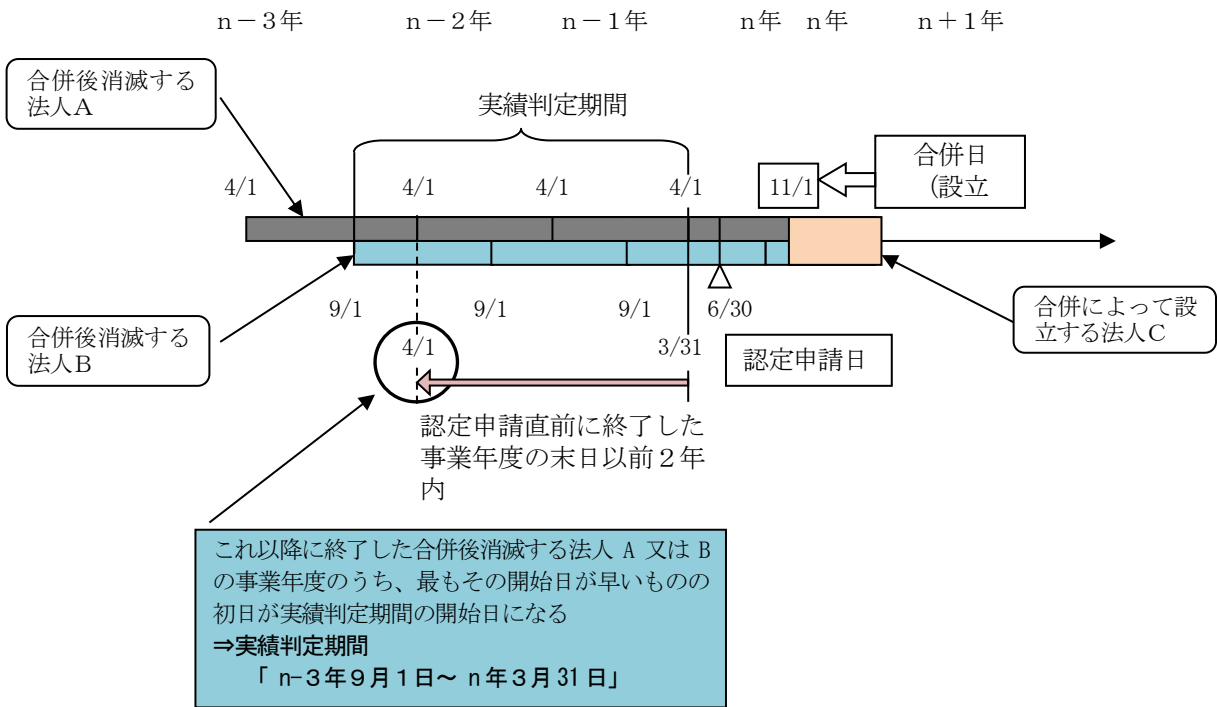 n－3年 n－2年 n－1年 n年 n年 n＋1年
合併後消滅する
法人A
実績判定期間
合併日
（設立
4/1 4/1 4/1 4/1 11/1
9/1 9/1 9/1 6/30
合併後消滅する
法人B
合併によって設
立する法人C
4/1 3/31
認定申請日
認定申請直前に終了した
事業年度の末日以前２年
内
これ以降に終了した合併後消滅する法人 A 又は B
の事業年度のうち、最もその開始日が早いものの
初日が実績判定期間の開始日になる
⇒実績判定期間
「 n-３年９月１日～ n年３月31日」